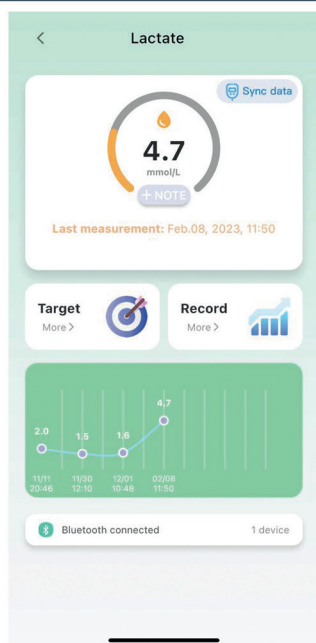 Lactate
Sync data
4.7
mmol/L
+ NOTE
Last measurement: Feb.08, 2023, 11:50
Target
More >
Record
More >
4.7
2.0
1.5
1.6
11/11 11/30 12/01 02/08
20:46 12:10 10:48 11:50
Bluetooth connected 1 device